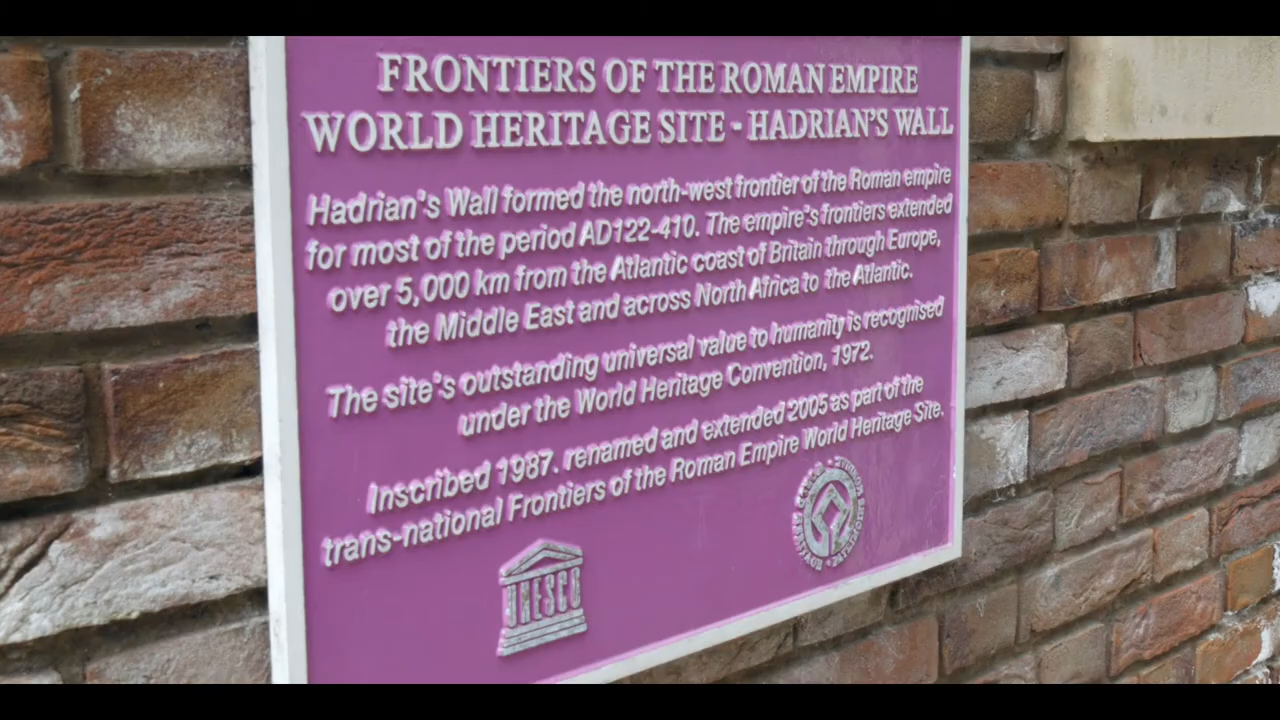 FRONTIERS OF THE ROMAN EMPIRE
WORLD HERITAGE SITE - HADRIAN'S WALL
Hadrian's Wall formed the north-west frontier of the Roman empire
for most of the period AD122-410. The empire's frontiers extended
over 5,000 km from the Atlantic coast of Britain through Europe,
the Middle East and across North Africa to the Atlantic.
The site's outstanding universal value to humanity is recognised
under the World Heritage Convention, 1972.
Inscribed 1987. renamed and extended 2005 as part of the
trans-national Frontiers of the Roman Empire World Heritage Site.
UNESCO